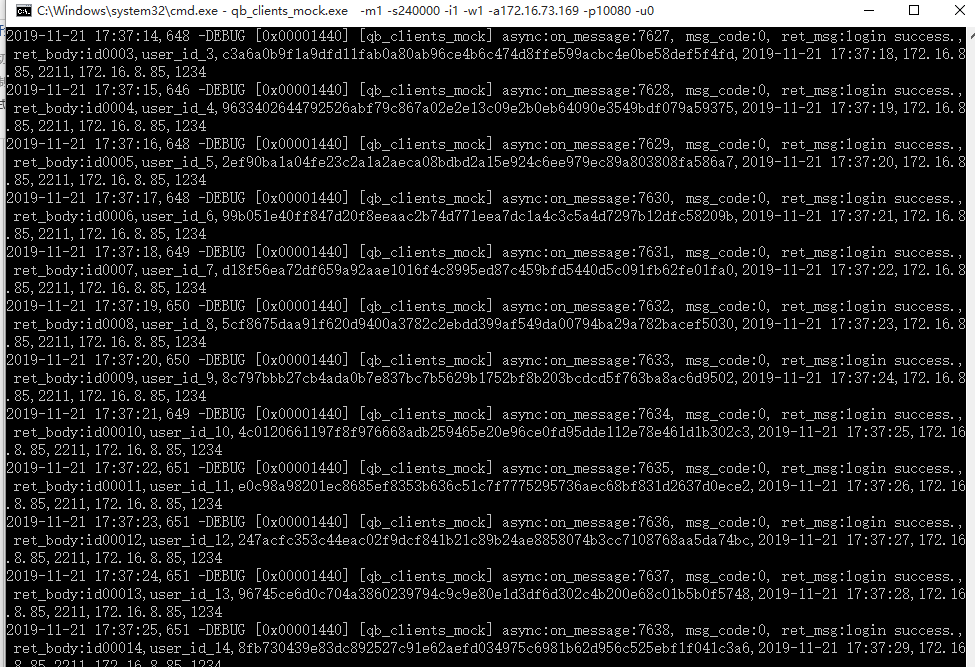 C:\Windows\system32\cmd.exe - qb_clients_mock.exe -m1 -s240000 -i1 -w1 -a172.16.73.169 -p10080 -u0
2019-11-21 17:37:14,648 -DEBUG [0x00001440] [qb_clients_mock] async:on_message:7627, msg_code:0, ret_msg:login success.,
ret_body:id0003,user_id_3,c3a6a0b9f1a9dfd11fab0a80ab96ce4b6c474d8ffe599acbc4e0be58def5f4fd,2019-11-21 17:37:18,172.16.8
.85,2211,172.16.8.85,1234
2019-11-21 17:37:15,646 -DEBUG [0x00001440] [qb_clients_mock] async:on_message:7628, msg_code:0, ret_msg:login success.,
ret_body:id0004,user_id_4,9633402644792526abf79c867a02e2e13c09e2b0eb64090e3549bdf079a59375,2019-11-21 17:37:19,172.16.8
.85,2211,172.16.8.85,1234
2019-11-21 17:37:16,648 -DEBUG [0x00001440] [qb_clients_mock] async:on_message:7629, msg_code:0, ret_msg:login success.,
ret_body:id0005,user_id_5,2ef90ba1a04fe23c2a1a2aeca08bdbd2a15e924c6ee979ec89a803808fa586a7,2019-11-21 17:37:20,172.16.8
.85,2211,172.16.8.85,1234
2019-11-21 17:37:17,648 -DEBUG [0x00001440] [qb_clients_mock] async:on_message:7630, msg_code:0, ret_msg:login success.,
ret_body:id0006,user_id_6,99b051e40ff847d20f8eeaac2b74d771eea7dc1a4c3c5a4d7297b12dfc58209b,2019-11-21 17:37:21,172.16.8
.85,2211,172.16.8.85,1234
2019-11-21 17:37:18,649 -DEBUG [0x00001440] [qb_clients_mock] async:on_message:7631, msg_code:0, ret_msg:login success.,
ret_body:id0007,user_id_7,d18f56ea72df659a92aae1016f4c8995ed87c459bfd5440d5c091fb62fe01fa0,2019-11-21 17:37:22,172.16.8
.85,2211,172.16.8.85,1234
2019-11-21 17:37:19,650 -DEBUG [0x00001440] [qb_clients_mock] async:on_message:7632, msg_code:0, ret_msg:login success.,
ret_body:id0008,user_id_8,5cf8675daa91f620d9400a3782c2ebdd399af549da00794ba29a782bacef5030,2019-11-21 17:37:23,172.16.8
.85,2211,172.16.8.85,1234
2019-11-21 17:37:20,650 -DEBUG [0x00001440] [qb_clients_mock] async:on_message:7633, msg_code:0, ret_msg:login success.,
ret_body:id0009,user_id_9,8c797bbb27cb4ada0b7e837bc7b5629b1752bf8b203bcdcd5f763ba8ac6d9502,2019-11-21 17:37:24,172.16.8
.85,2211,172.16.8.85,1234
2019-11-21 17:37:21,649 -DEBUG [0x00001440] [qb_clients_mock] async:on_message:7634, msg_code:0, ret_msg:login success.,
ret_body:id00010,user_id_10,4c0120661197f8f976668adb259465e20e96ce0fd95dde112e78e461d1b302c3,2019-11-21 17:37:25,172.16
.8.85,2211,172.16.8.85,1234
2019-11-21 17:37:22,651 -DEBUG [0x00001440] [qb_clients_mock] async:on_message:7635, msg_code:0, ret_msg:login success.,
ret_body:id00011,user_id_11,e0c98a98201ec8685ef8353b636c51c7f7775295736aec68bf831d2637d0ece2,2019-11-21 17:37:26,172.16
.8.85,2211,172.16.8.85,1234
2019-11-21 17:37:23,651 -DEBUG [0x00001440] [qb_clients_mock] async:on_message:7636, msg_code:0, ret_msg:login success.,
ret_body:id00012,user_id_12,247acfc353c44eac02f9dcf841b21c89b24ae8858074b3cc7108768aa5da74bc,2019-11-21 17:37:27,172.16
.8.85,2211,172.16.8.85,1234
2019-11-21 17:37:24,651 -DEBUG [0x00001440] [qb_clients_mock] async:on_message:7637, msg_code:0, ret_msg:login success.,
ret_body:id00013,user_id_13,96745ce6d0c704a3860239794c9c9e80e1d3df6d302c4b200e68c01b5b0f5748,2019-11-21 17:37:28,172.16
.8.85,2211,172.16.8.85,1234
2019-11-21 17:37:25,651 -DEBUG [0x00001440] [qb_clients_mock] async:on_message:7638, msg_code:0, ret_msg:login success.,
ret_body:id00014,user_id_14,8fb730439e83dc892527c91e62aefd034975c6981b62d956c525ebf1f041c3a6,2019-11-21 17:37:29,172.16
.8.85,2211,172.16.8.85,1234